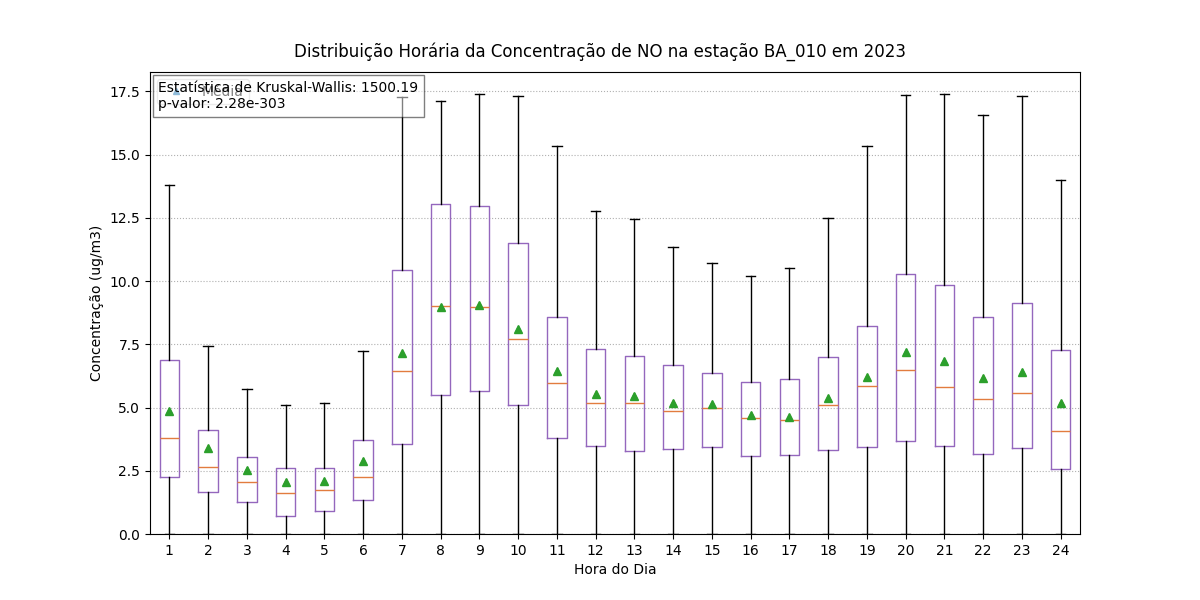 Distribuição Horária da Concentração de NO na estação BA_010 em 2023
Estatística de Kruskal-Wallis: 1500.19
p-valor: 2.28e-303
Média
Concentração (ug/m3)
17.5
15.0
12.5
10.0
7.5
5.0
2.5
0.0
1 2 3 4 5 6 7 8 9 10 11 12 13 14 15 16 17 18 19 20 21 22 23 24
Hora do Dia